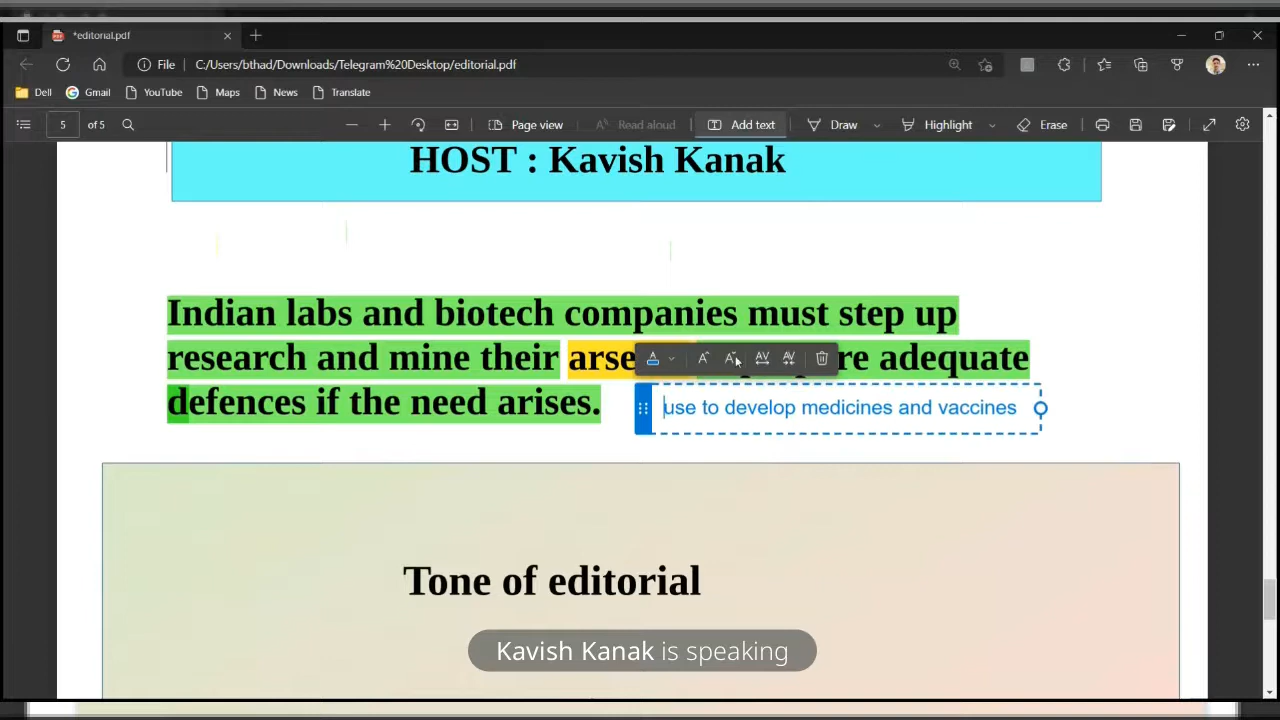 *editorial.pdf
File | C:/Users/bthad/Downloads/Telegram%20Desktop/editorial.pdf
Dell Gmail YouTube Maps News Translate
5 of 5 Page view Read aloud Add text Draw Highlight Erase
HOST : Kavish Kanak
Indian labs and biotech companies must step up
research and mine their arse re adequate
defences if the need arises.
use to develop medicines and vaccines
Tone of editorial
Kavish Kanak is speaking